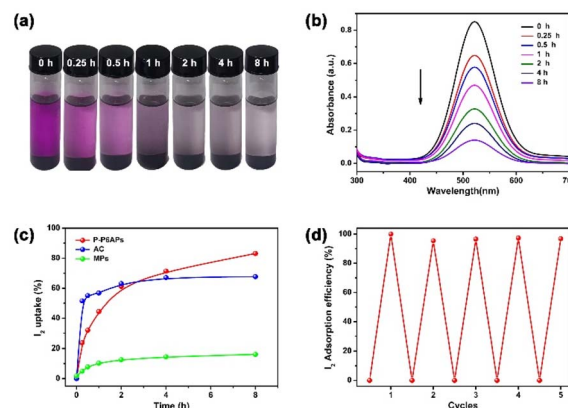 (a)
0 h 0.25 h 0.5 h 1 h 2 h 4 h 8 h
(b)
Absorbance (a.u.)
0.8
0.6
0.4
0.2
0.0
300 400 500 600 70
Wavelength(nm)
0 h
0.25 h
0.5 h
1 h
2 h
4 h
8 h
(c)
I2 uptake (%)
100
80
60
40
20
0
0 2 4 6 8
Time (h)
P-P6APs
AC
MPs
(d)
I2 Adsorption efficiency (%)
100
80
60
40
20
0
1 2 3 4 5
Cycles